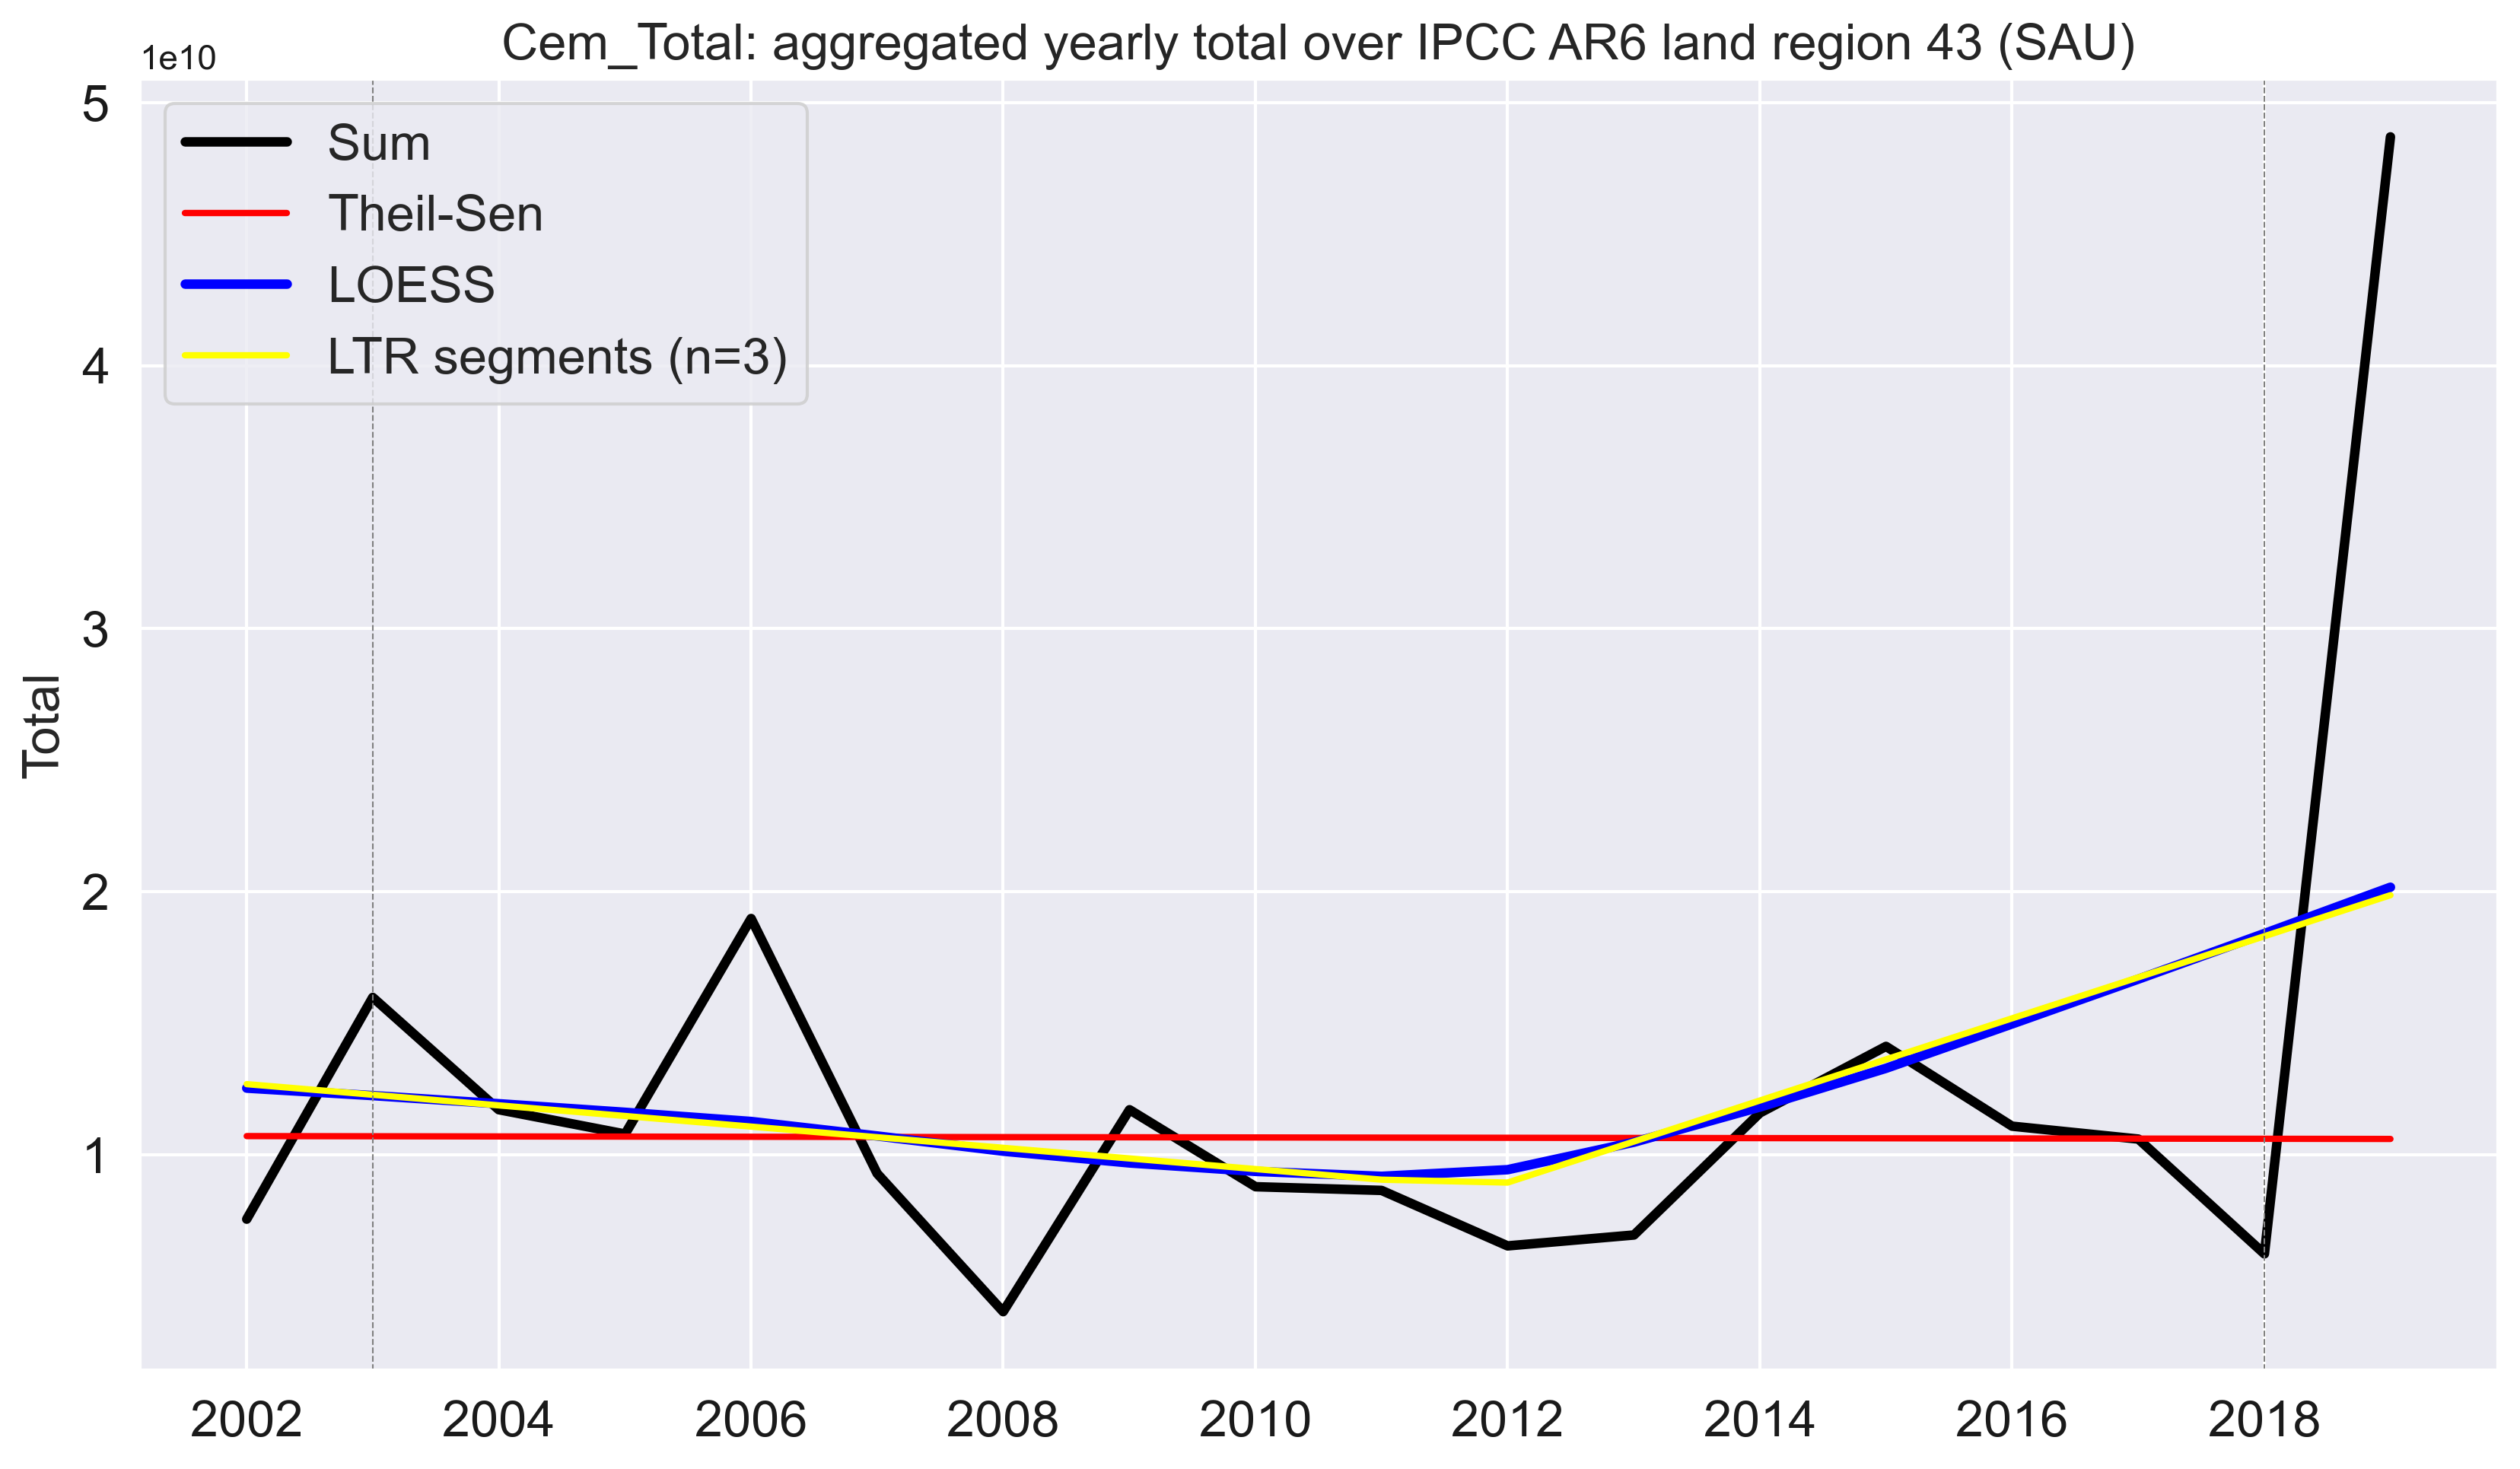 Cem_Total: aggregated yearly total over IPCC AR6 land region 43 (SAU)
1e10
5
4
3
2
1
Total
Sum
Theil-Sen
LOESS
LTR segments (n=3)
2002 2004 2006 2008 2010 2012 2014 2016 2018